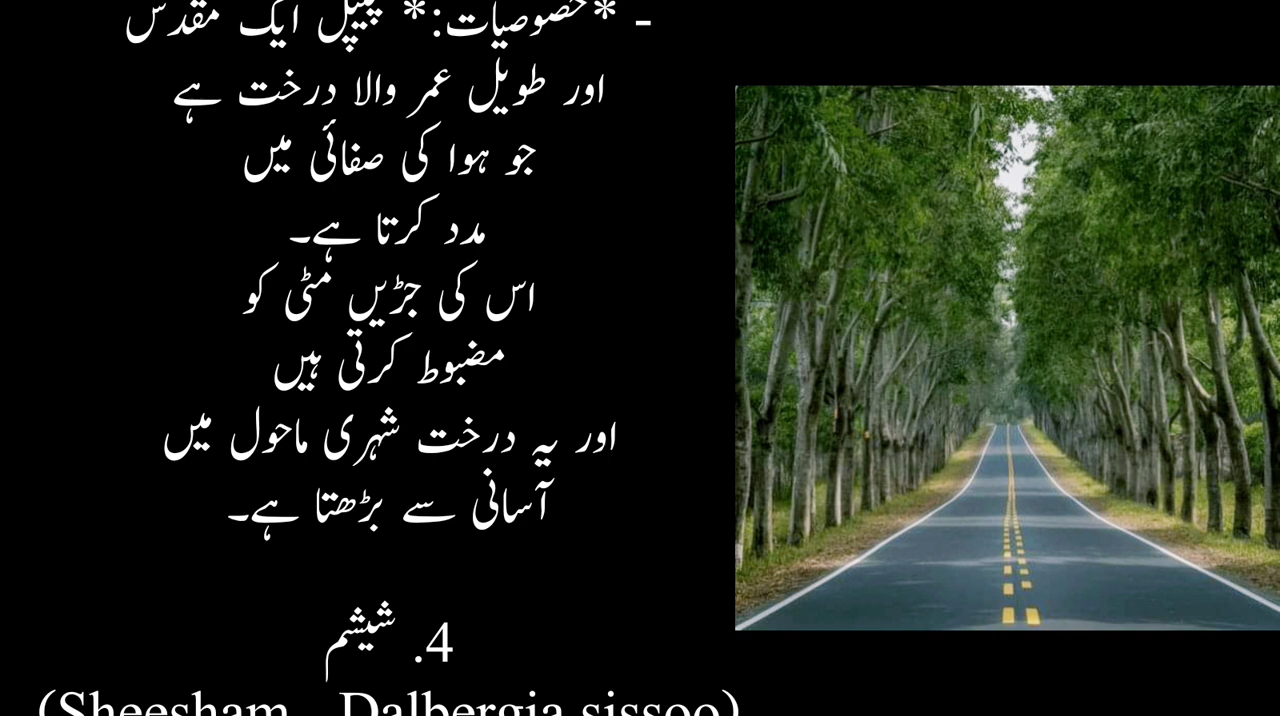 - *خصوصیات:* پیپل ایک مقدس
اور طویل عمر والا درخت ہے
جو ہوا کی صفائی میں
مدد کرتا ہے۔
اس کی جڑیں مٹی کو
مضبوط کرتی ہیں
اور یہ درخت شہری ماحول میں
آسانی سے بڑھتا ہے۔
4. شیشم
(Sheesham - Dalbergia sissoo)